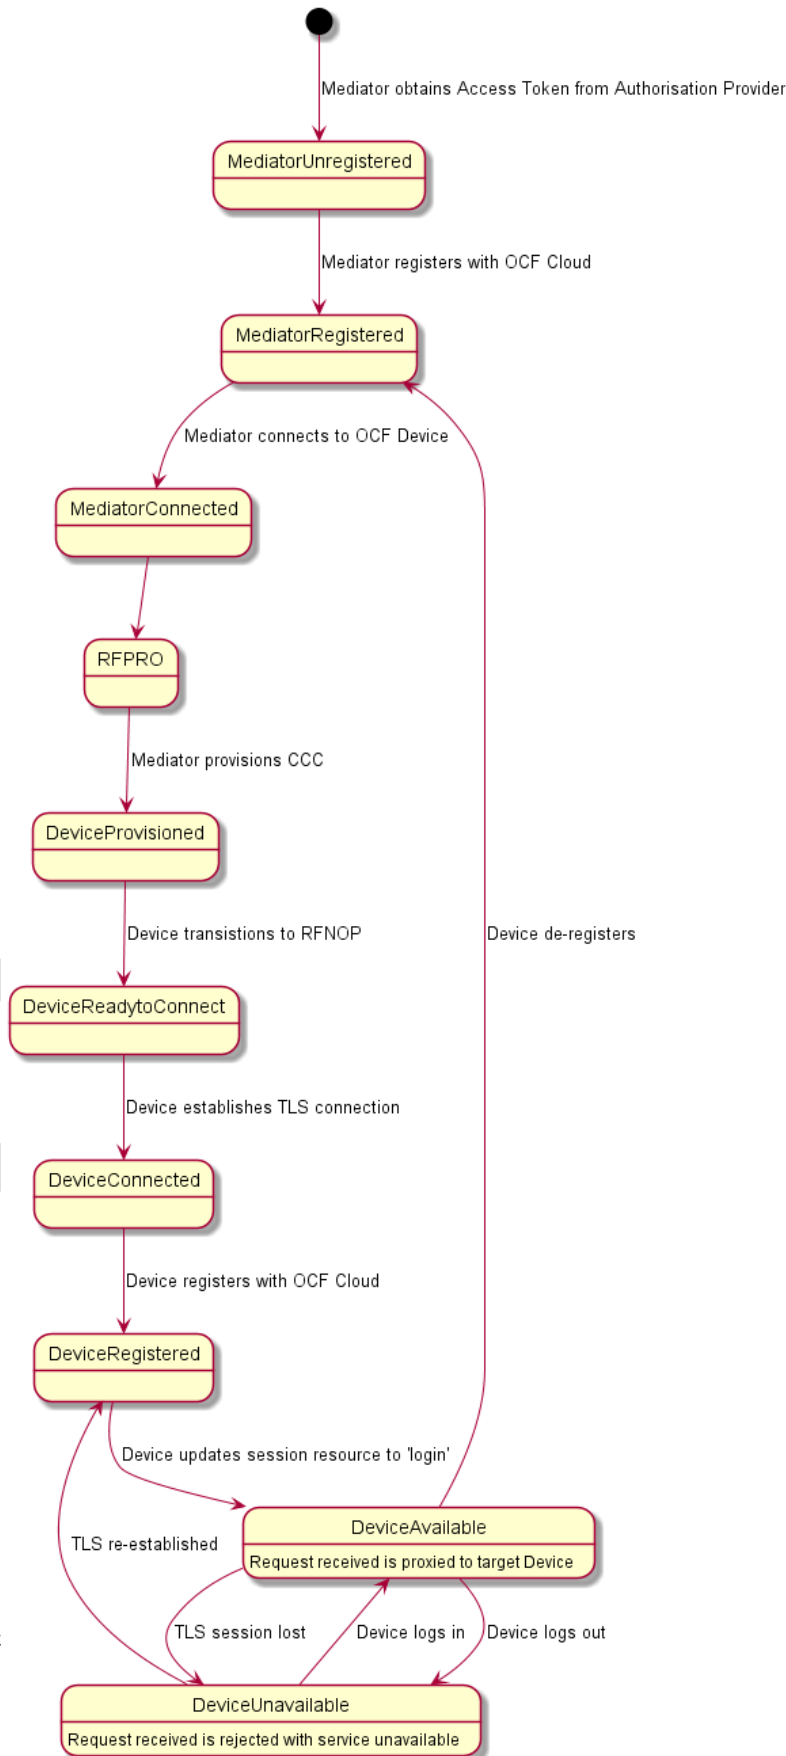 Mediator obtains Access Token from Authorisation Provider
MediatorUnregistered
Mediator registers with OCF Cloud
MediatorRegistered
Mediator connects to OCF Device
MediatorConnected
RFPRO
Mediator provisions CCC
DeviceProvisioned
Device transistions to RFNOP
Device de-registers
DeviceReadytoConnect
Device establishes TLS connection
DeviceConnected
Device registers with OCF Cloud
DeviceRegistered
Device updates session resource to 'login'
DeviceAvailable
Request received is proxied to target Device
TLS re-established
TLS session lost
Device logs in
Device logs out
DeviceUnavailable
Request received is rejected with service unavailable